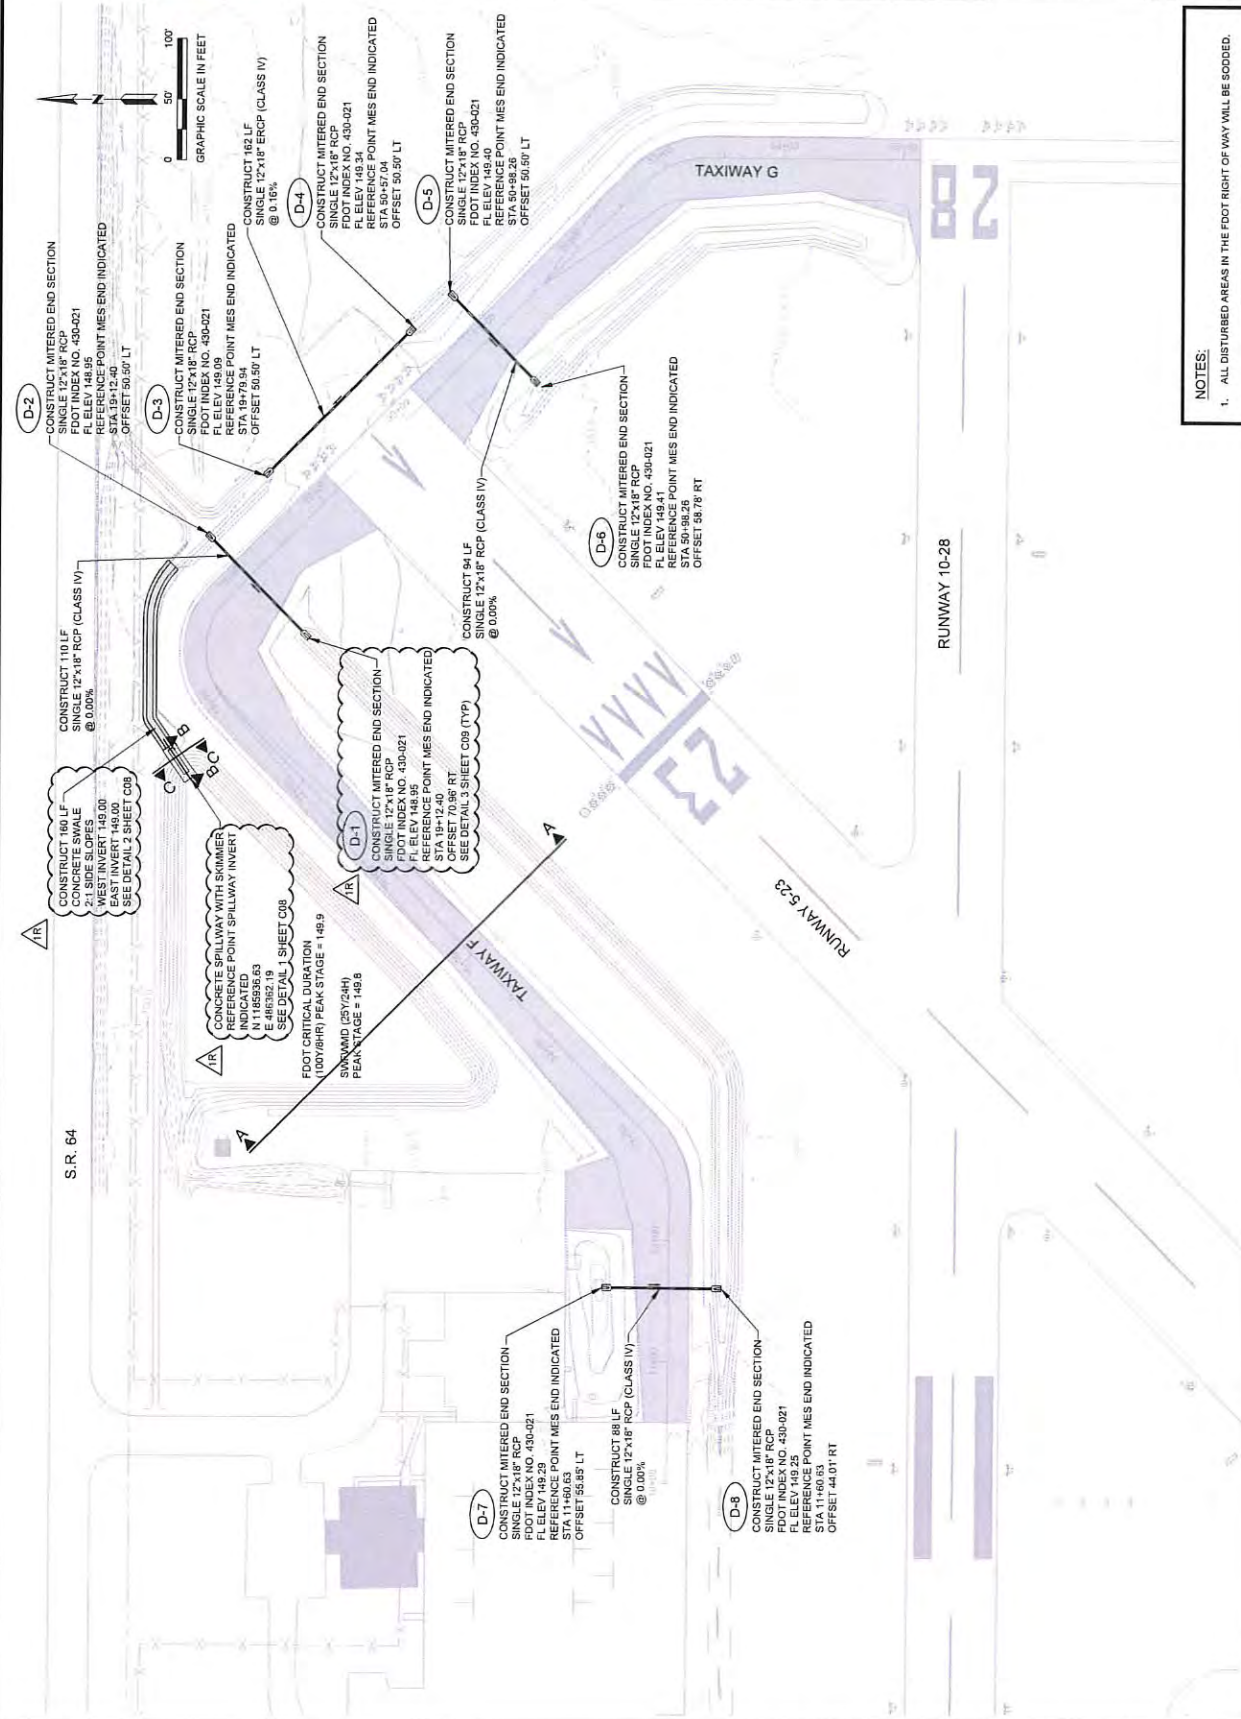 S.R. 64
1R
CONSTRUCT 160 LF
CONCRETE SWALE
2:1 SIDE SLOPES
WEST INVERT 149.00
EAST INVERT 149.00
SEE DETAIL 2 SHEET C08
1R
CONCRETE SPILLWAY WITH SKIMMER
REFERENCE POINT SPILLWAY INVERT
INDICATED
N 1185936.63
E 486362.19
SEE DETAIL 1 SHEET C08
FDOT CRITICAL DURATION
(100Y/8HR) PEAK STAGE = 149.9
SWFWMD (25Y/24H)
PEAK STAGE = 149.8
A
A
B
B
C
C
CONSTRUCT 110 LF
SINGLE 12"x18" RCP (CLASS IV)
@ 0.00%
1R
D-1
CONSTRUCT MITERED END SECTION
SINGLE 12"x18" RCP
FDOT INDEX NO. 430-021
FL ELEV 148.95
REFERENCE POINT MES END INDICATED
STA 19+12.40
OFFSET 70.96' RT
SEE DETAIL 3 SHEET C09 (TYP)
D-2
CONSTRUCT MITERED END SECTION
SINGLE 12"x18" RCP
FDOT INDEX NO. 430-021
FL ELEV 148.95
REFERENCE POINT MES END INDICATED
STA 19+12.40
OFFSET 50.50' LT
D-3
CONSTRUCT MITERED END SECTION
SINGLE 12"x18" RCP
FDOT INDEX NO. 430-021
FL ELEV 149.09
REFERENCE POINT MES END INDICATED
STA 19+79.94
OFFSET 50.50' LT
CONSTRUCT 162 LF
SINGLE 12"x18" ERCP (CLASS IV)
@ 0.16%
D-4
CONSTRUCT MITERED END SECTION
SINGLE 12"x18" RCP
FDOT INDEX NO. 430-021
FL ELEV 149.34
REFERENCE POINT MES END INDICATED
STA 50+57.04
OFFSET 50.50' LT
D-5
CONSTRUCT MITERED END SECTION
SINGLE 12"x18" RCP
FDOT INDEX NO. 430-021
FL ELEV 149.40
REFERENCE POINT MES END INDICATED
STA 50+98.26
OFFSET 50.50' LT
CONSTRUCT 94 LF
SINGLE 12"x18" RCP (CLASS IV)
@ 0.00%
D-6
CONSTRUCT MITERED END SECTION
SINGLE 12"x18" RCP
FDOT INDEX NO. 430-021
FL ELEV 149.41
REFERENCE POINT MES END INDICATED
STA 50+98.26
OFFSET 58.78' RT
D-7
CONSTRUCT MITERED END SECTION
SINGLE 12"x18" RCP
FDOT INDEX NO. 430-021
FL ELEV 149.29
REFERENCE POINT MES END INDICATED
STA 11+60.63
OFFSET 55.85' LT
CONSTRUCT 88 LF
SINGLE 12"x18" RCP (CLASS IV)
@ 0.00%
D-8
CONSTRUCT MITERED END SECTION
SINGLE 12"x18" RCP
FDOT INDEX NO. 430-021
FL ELEV 149.25
REFERENCE POINT MES END INDICATED
STA 11+60.63
OFFSET 44.01' RT
N
0 50' 100'
GRAPHIC SCALE IN FEET
TAXIWAY F
TAXIWAY G
RUNWAY 5-23
RUNWAY 10-28
23
28
NOTES:
1. ALL DISTURBED AREAS IN THE FDOT RIGHT OF WAY WILL BE SODDED.